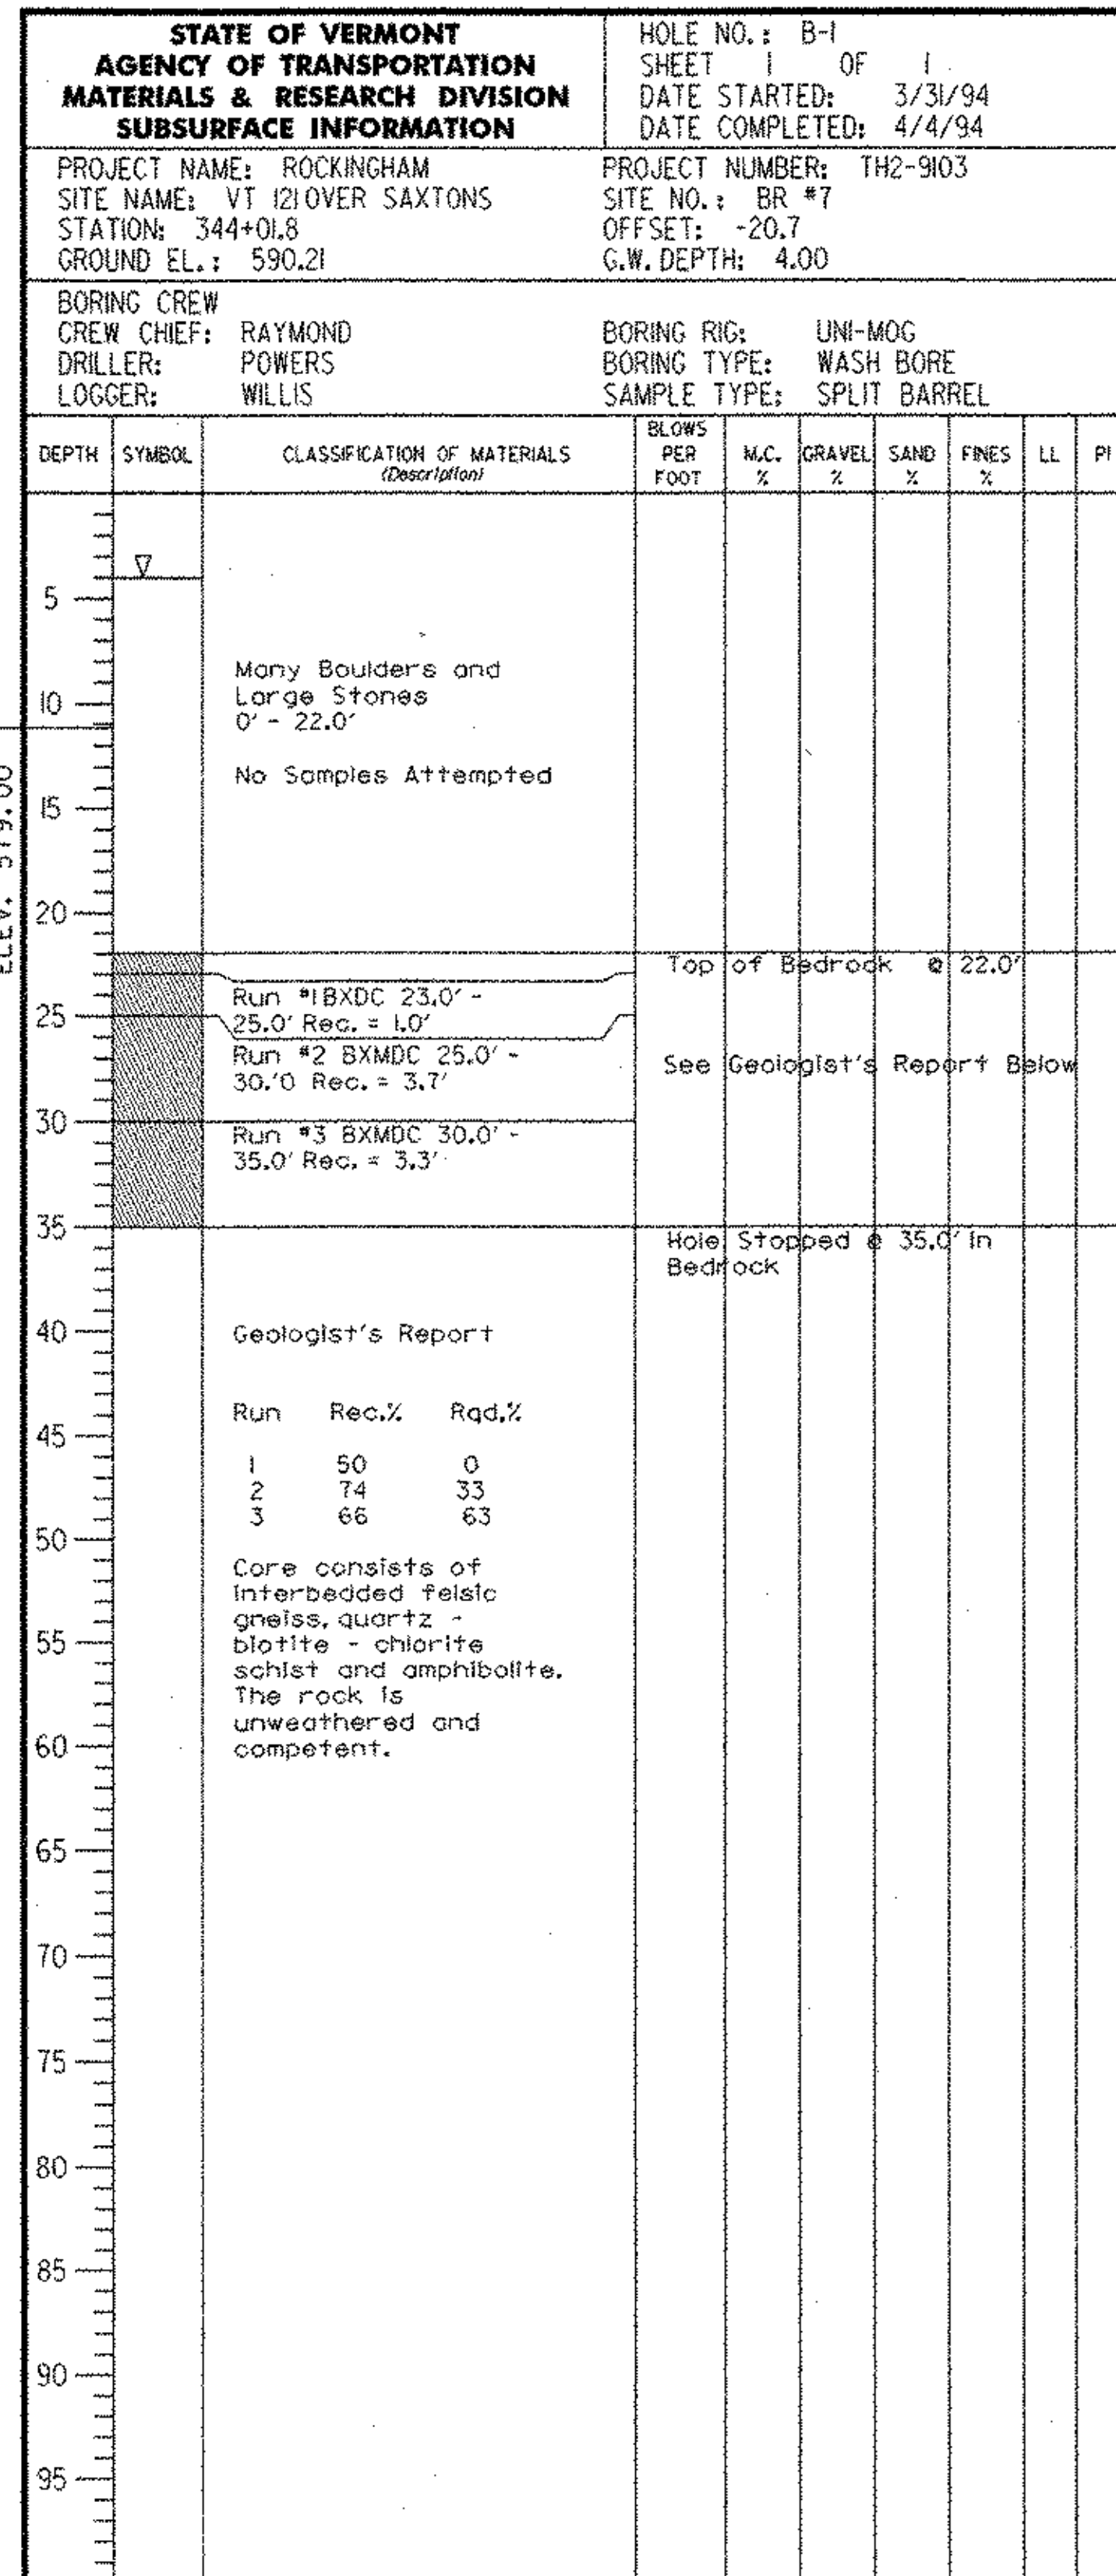 STATE OF VERMONT
AGENCY OF TRANSPORTATION
MATERIALS & RESEARCH DIVISION
SUBSURFACE INFORMATION
HOLE NO.: B-1
SHEET 1 OF 1
DATE STARTED: 3/31/94
DATE COMPLETED: 4/4/94
PROJECT NAME: ROCKINGHAM
PROJECT NUMBER: TH2-9103
SITE NAME: VT 121 OVER SAXTONS
SITE NO.: BR #7
STATION: 344+01.8
OFFSET: -20.7
GROUND EL.: 590.21
G.W. DEPTH: 4.00
BORING CREW
CREW CHIEF: RAYMOND
BORING RIG: UNI-MOG
DRILLER: POWERS
BORING TYPE: WASH BORE
LOGGER: WILLIS
SAMPLE TYPE: SPLIT BARREL
DEPTH
SYMBOL
CLASSIFICATION OF MATERIALS
(Description)
BLOWS
PER
FOOT
M.C.
%
GRAVEL
%
SAND
%
FINES
%
LL
PI
5
Many Boulders and
Large Stones
0' - 22.0'
10
No Samples Attempted
ELEV. 579.00
15
20
Top of Bedrock @ 22.0'
Run #1BXDC 23.0' -
25.0' Rec. = 1.0'
25
Run #2 BXMDC 25.0' -
30.'0 Rec. = 3.7'
See Geologist's Report Below
30
Run #3 BXMDC 30.0' -
35.0' Rec. = 3.3'
35
Hole Stopped @ 35.0' in
Bedrock
40
Geologist's Report
Run Rec.% Rqd.%
45
1 50 0
2 74 33
3 66 63
50
Core consists of
interbedded felsic
gneiss, quartz -
biotite - chlorite
schist and amphibolite.
The rock is
unweathered and
competent.
55
60
65
70
75
80
85
90
95